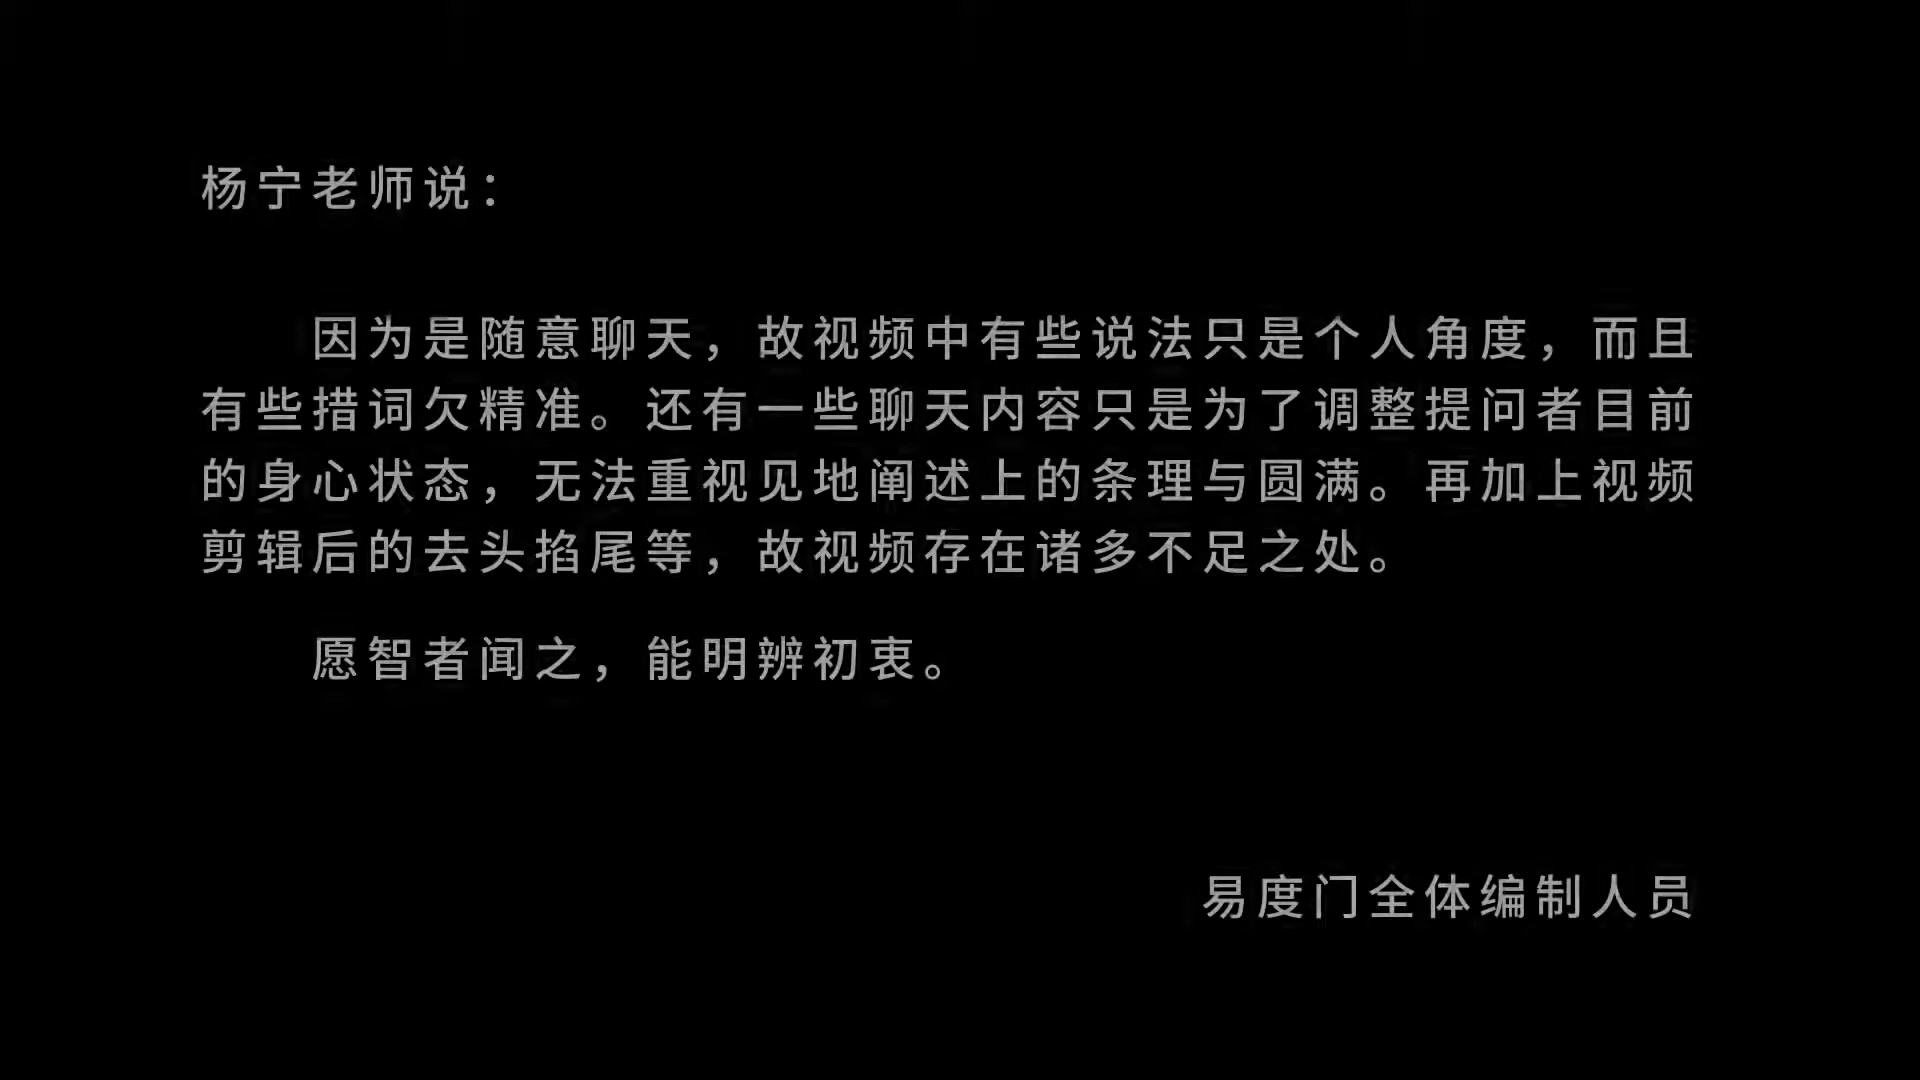 杨宁老师说：
因为是随意聊天，故视频中有些说法只是个人角度，而且
有些措词欠精准。还有一些聊天内容只是为了调整提问者目前
的身心状态，无法重视见地阐述上的条理与圆满。再加上视频
剪辑后的去头掐尾等，故视频存在诸多不足之处。
愿智者闻之，能明辨初衷。
易度门全体编制人员